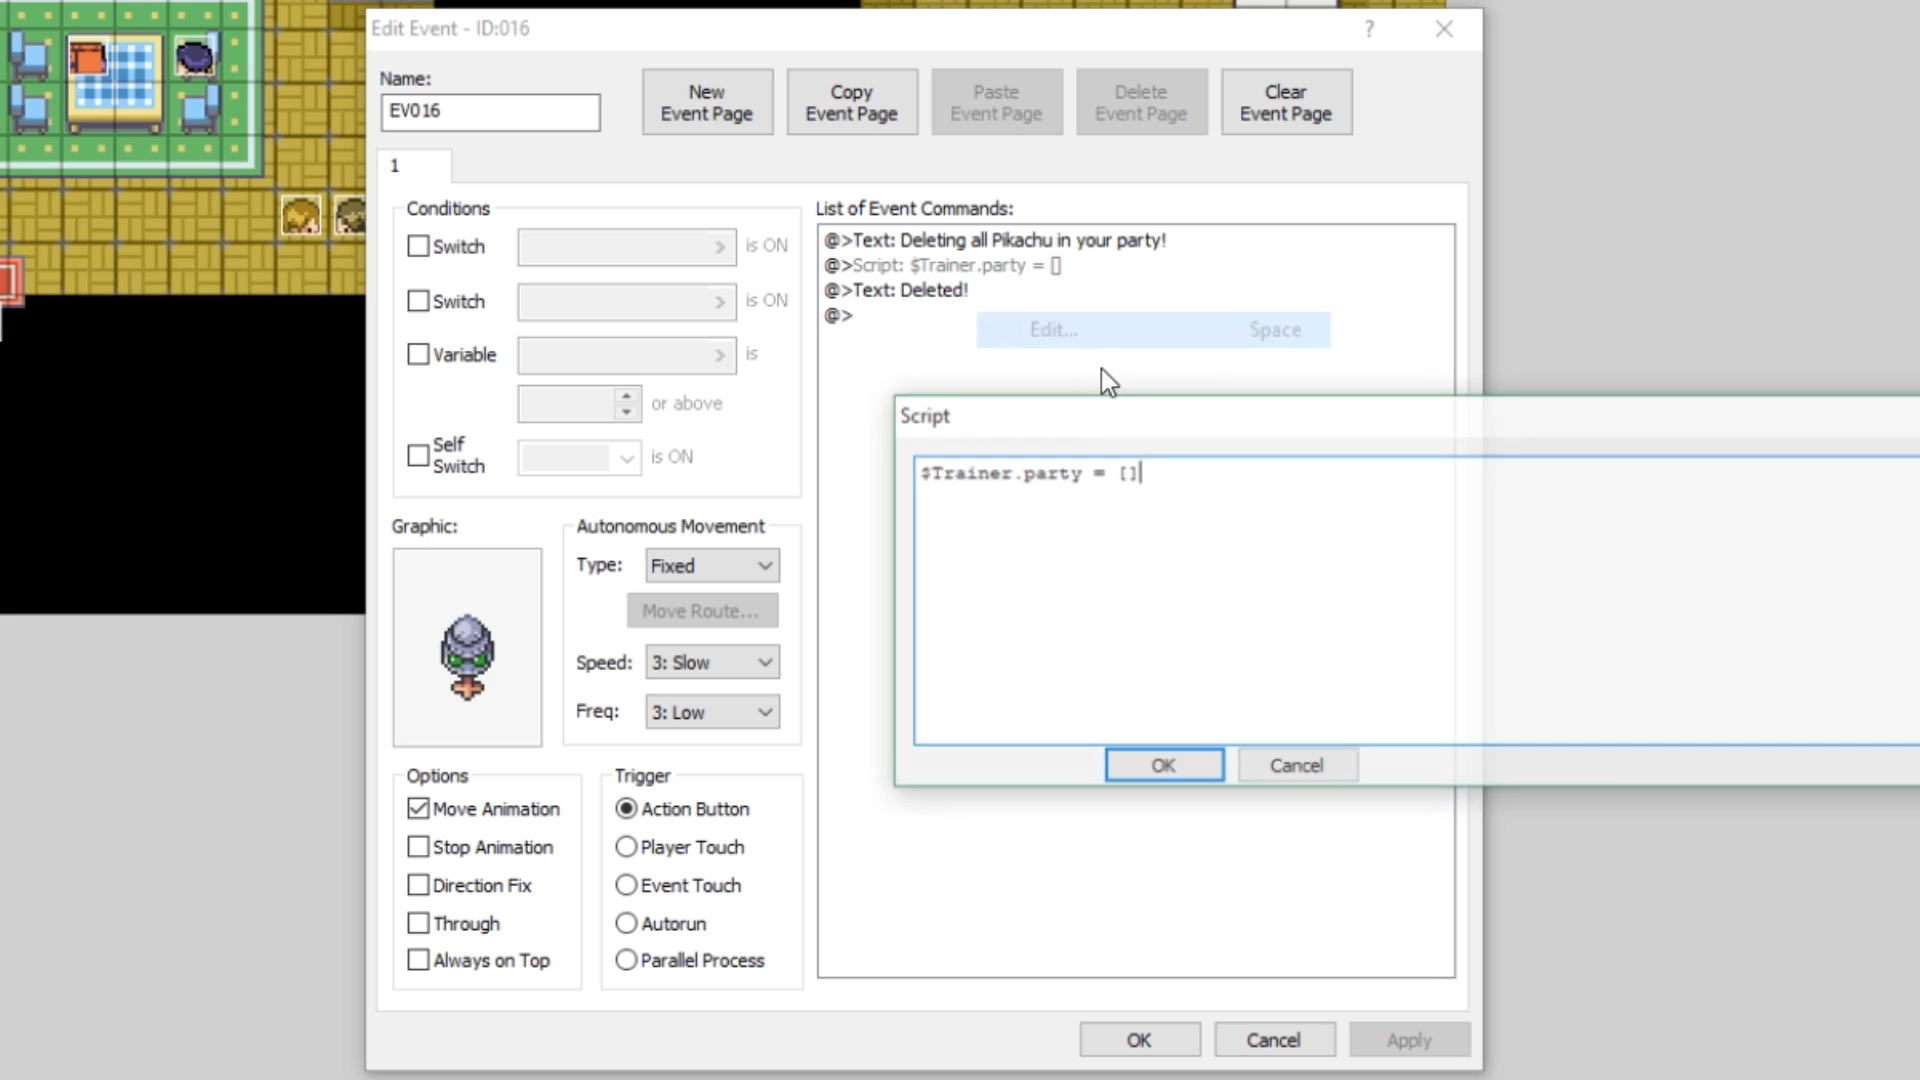 Edit Event - ID:016
?
Name:
EV016
New
Event Page
Copy
Event Page
Paste
Event Page
Delete
Event Page
Clear
Event Page
1
Conditions
Switch
is ON
Switch
is ON
Variable
is
or above
Self
Switch
is ON
List of Event Commands:
@>Text: Deleting all Pikachu in your party!
@>Script: $Trainer.party = []
@>Text: Deleted!
@>
Edit... Space
Script
$Trainer.party = []
OK
Cancel
Graphic:
Autonomous Movement
Type: Fixed
Move Route...
Speed: 3: Slow
Freq: 3: Low
Options
Move Animation
Stop Animation
Direction Fix
Through
Always on Top
Trigger
Action Button
Player Touch
Event Touch
Autorun
Parallel Process
OK
Cancel
Apply